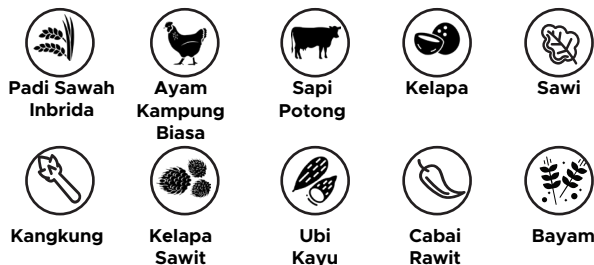 Padi Sawah
Inbrida
Ayam
Kampung
Biasa
Sapi
Potong
Kelapa
Sawi
Kangkung
Kelapa
Sawit
Ubi
Kayu
Cabai
Rawit
Bayam